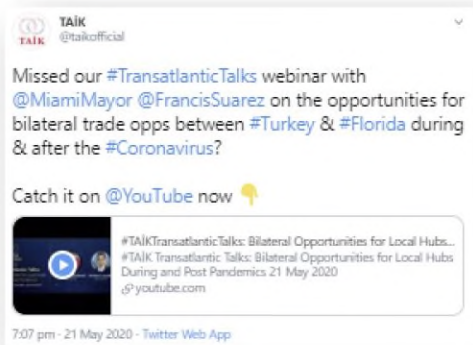 TAİK
@taikofficial
TAİK
Missed our #TransatlanticTalks webinar with
@MiamiMayor @FrancisSuarez on the opportunities for
bilateral trade opps between #Turkey & #Florida during
& after the #Coronavirus?
Catch it on @YouTube now 👇
#TAİKTransatlanticTalks: Bilateral Opportunities for Local Hubs...
#TAİK Transatlantic Talks: Bilateral Opportunities for Local Hubs
During and Post Pandemics 21 May 2020
youtube.com
7:07 pm · 21 May 2020 · Twitter Web App